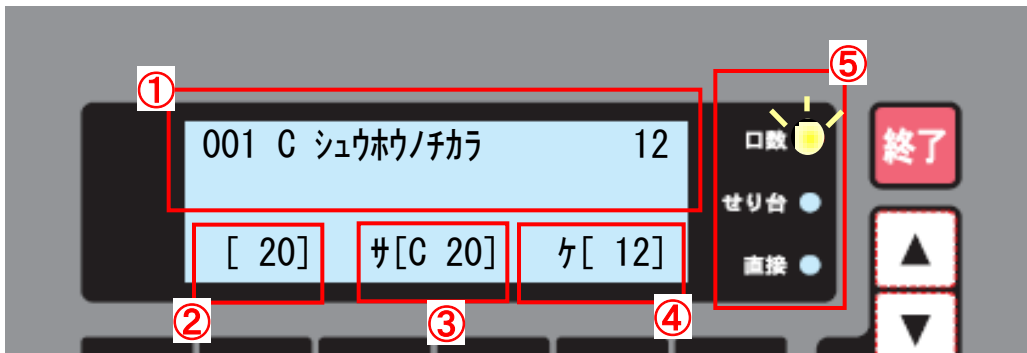 ①
⑤
001 C ｼｭｳﾎｳﾉﾁｶﾗ 12
口数
終了
せり台
[ 20] ｻ[C 20] ｹ[ 12]
直接
▲
② ③ ④
▼